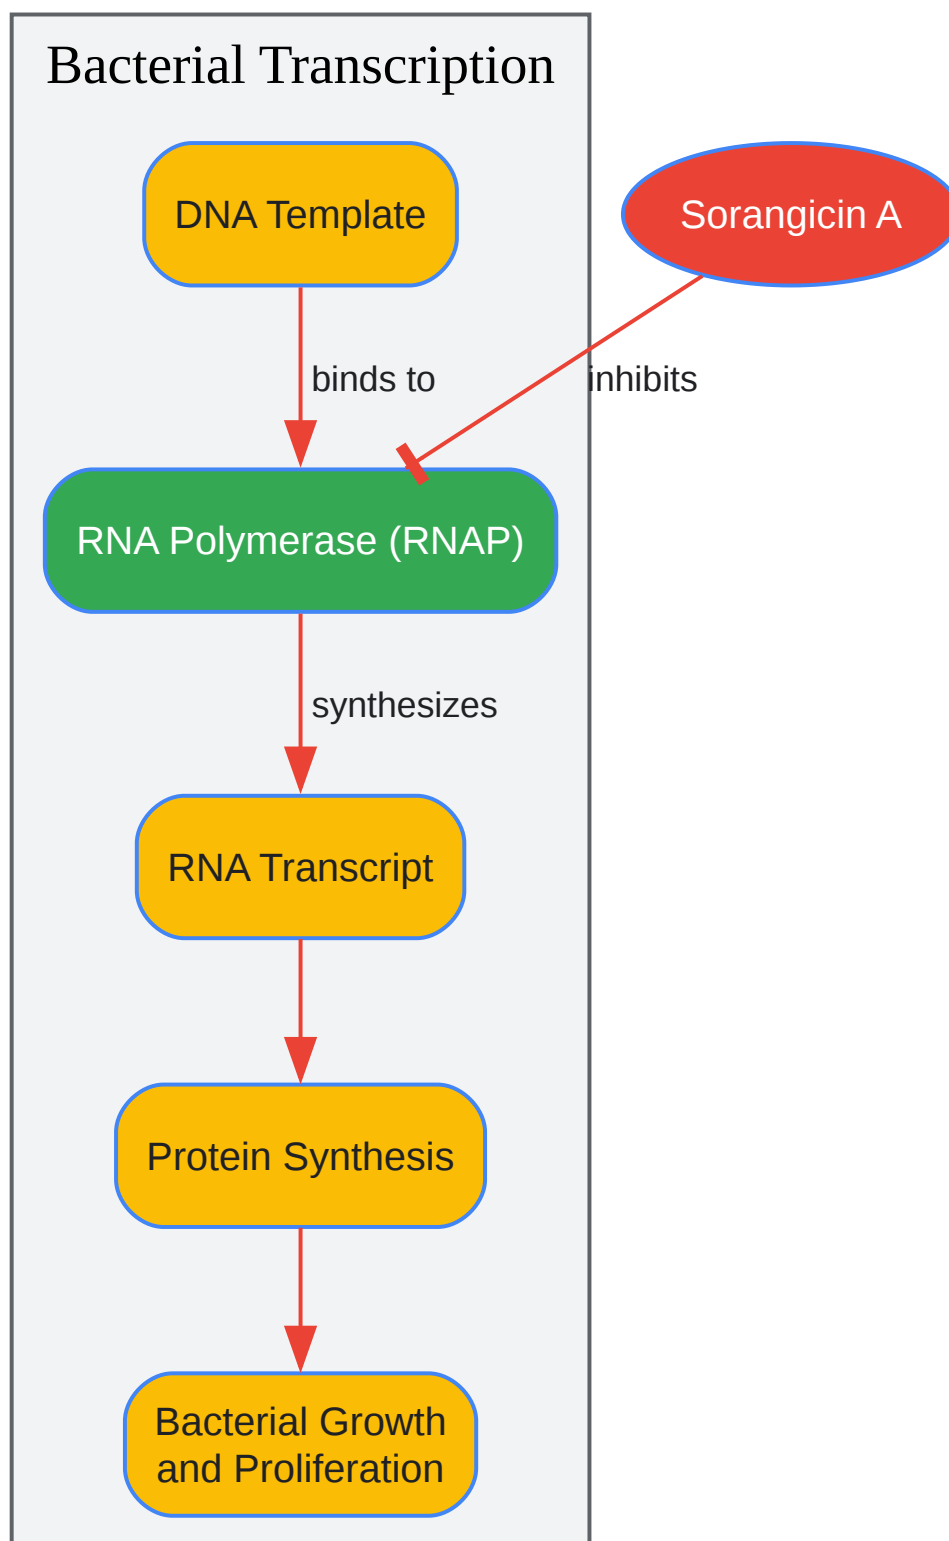 Bacterial Transcription
DNA Template
Sorangicin A
binds to
inhibits
RNA Polymerase (RNAP)
synthesizes
RNA Transcript
Protein Synthesis
Bacterial Growth
and Proliferation